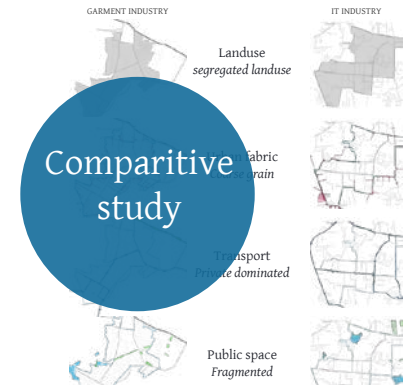 GARMENT INDUSTRY
IT INDUSTRY
Landuse
segregated landuse
Comparitive
study
fabric
grain
Transport
Private dominated
Public space
Fragmented